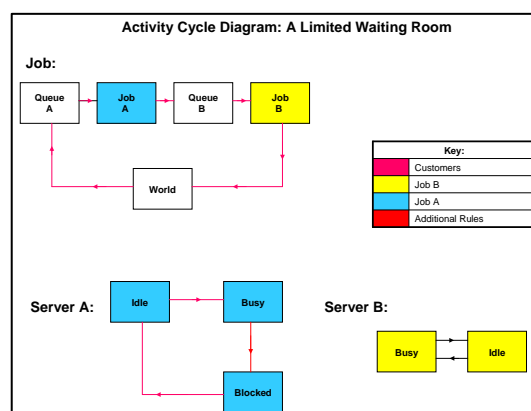 Activity Cycle Diagram: A Limited Waiting Room
Job:
Queue
A
Job
A
Queue
B
Job
B
World
Key:
Customers
Job B
Job A
Additional Rules
Server A:
Idle
Busy
Blocked
Server B:
Busy
Idle